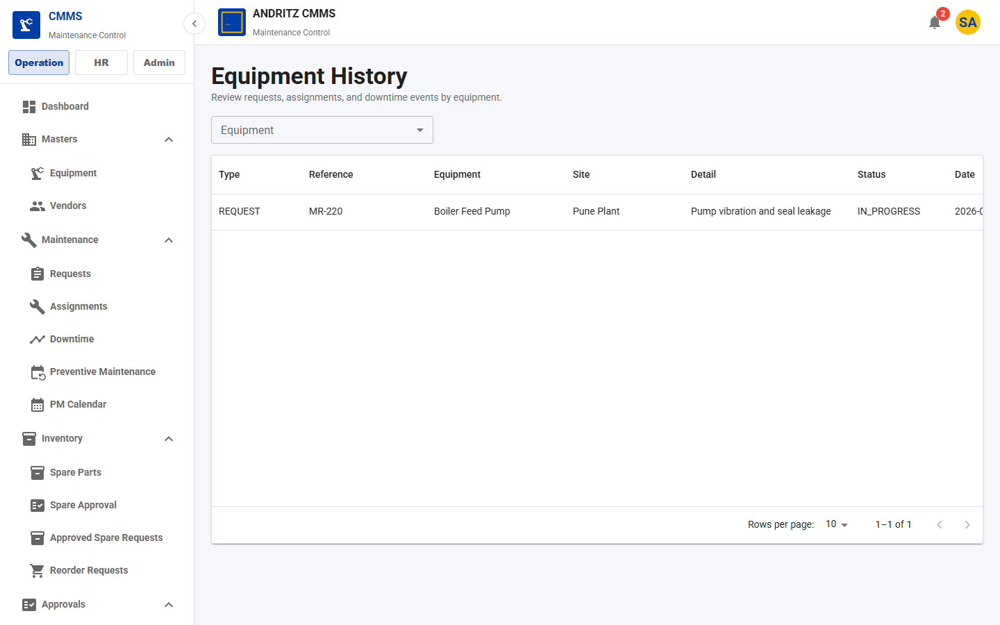 CMMS
Maintenance Control
Operation
HR
Admin
Dashboard
Masters
Equipment
Vendors
Maintenance
Requests
Assignments
Downtime
Preventive Maintenance
PM Calendar
Inventory
Spare Parts
Spare Approval
Approved Spare Requests
Reorder Requests
Approvals
ANDRITZ CMMS
Maintenance Control
2
SA
Equipment History
Review requests, assignments, and downtime events by equipment.
Equipment
Type Reference Equipment Site Detail Status Date
REQUEST MR-220 Boiler Feed Pump Pune Plant Pump vibration and seal leakage IN_PROGRESS
Rows per page: 10 1–1 of 1